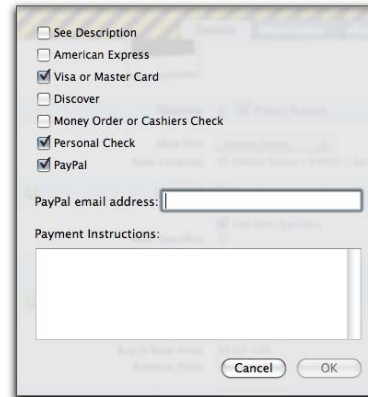 See Description
American Express
Visa or Master Card
Discover
Money Order or Cashiers Check
Personal Check
PayPal
PayPal email address:
Payment Instructions:
Cancel
OK